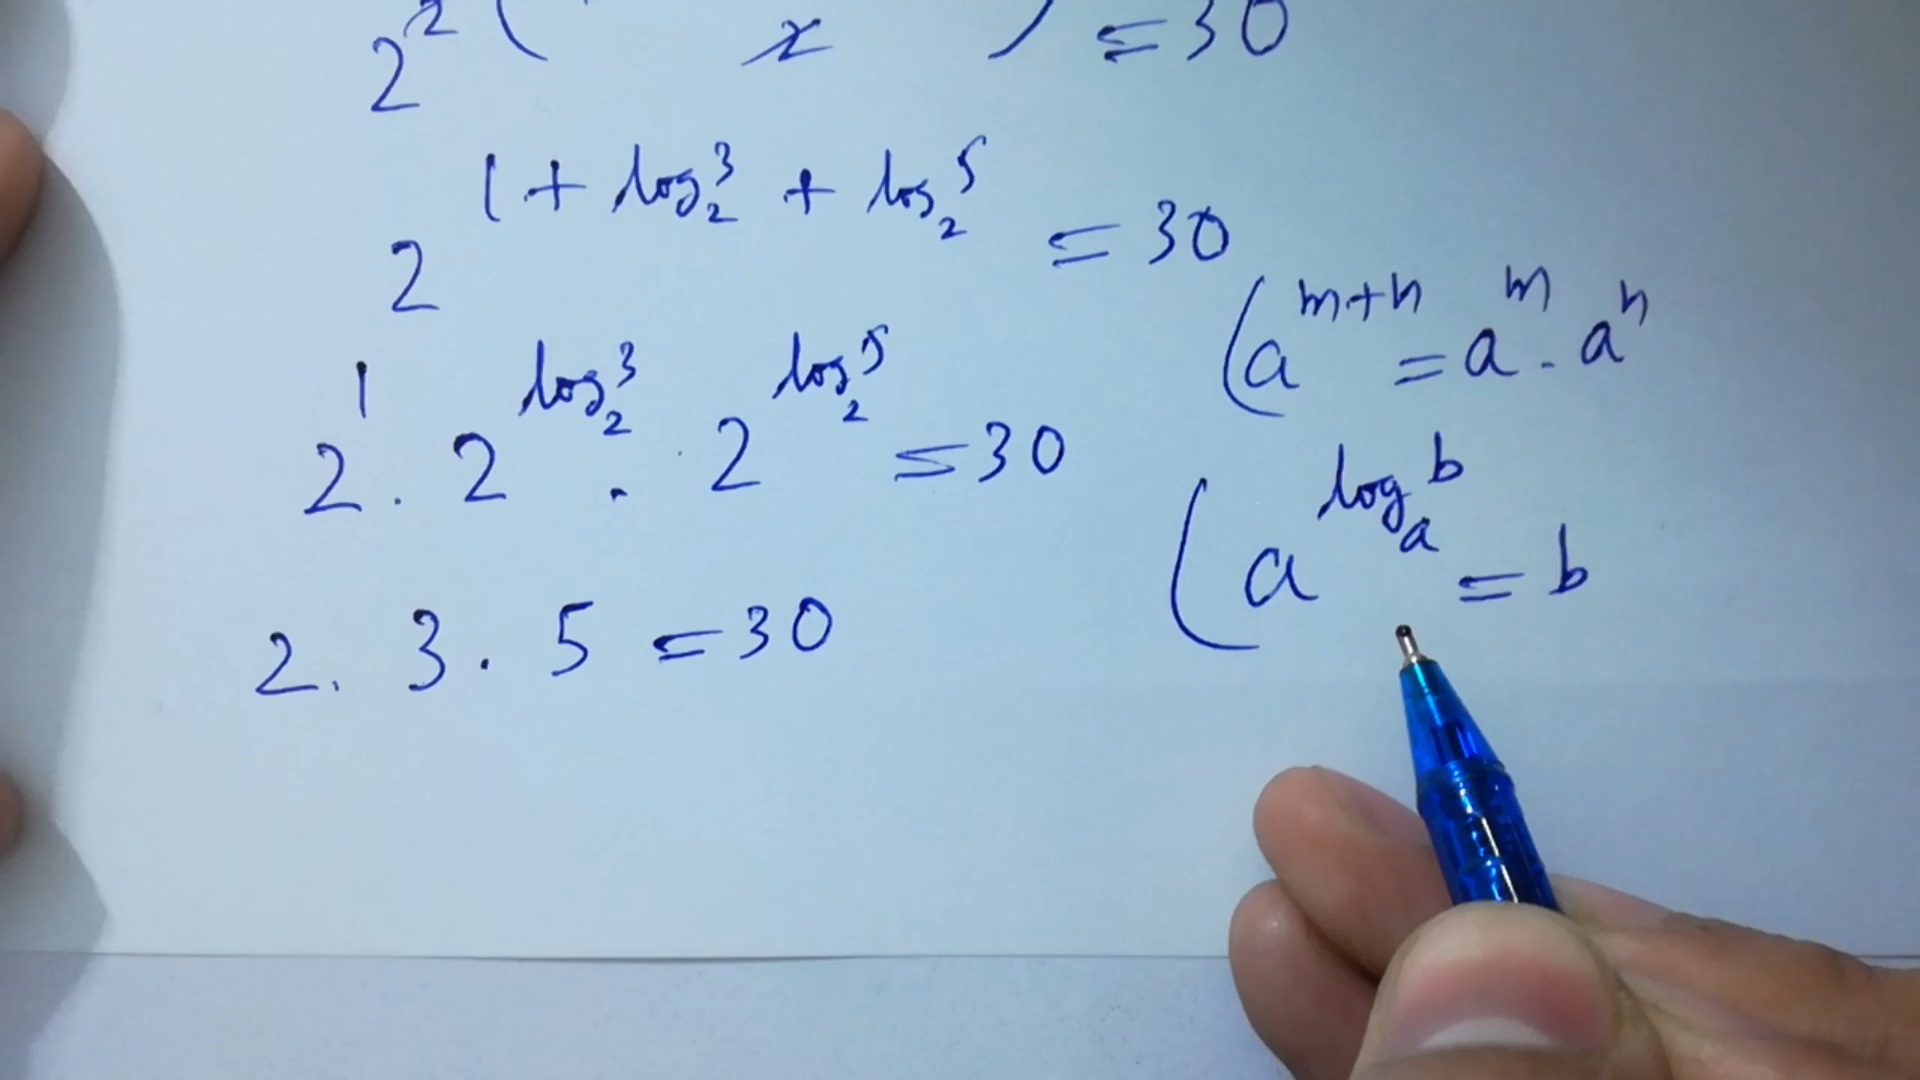 2^2 ( 2 ) = 30
2^(1 + log_2 3 + log_2 5) = 30
(a^(m+n) = a^m . a^n
2^1 . 2^(log_2 3) . 2^(log_2 5) = 30
(a^(log_a b) = b
2 . 3 . 5 = 30